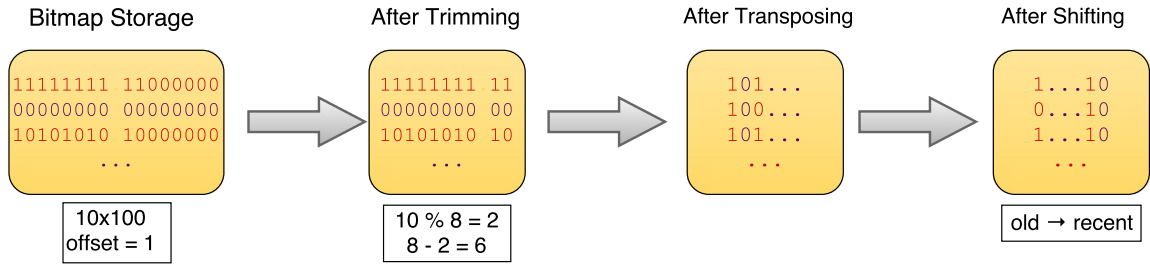 Bitmap Storage
11111111 11000000
00000000 00000000
10101010 10000000
...
10x100
offset = 1
After Trimming
11111111 11
00000000 00
10101010 10
...
10 % 8 = 2
8 - 2 = 6
After Transposing
101...
100...
101...
...
After Shifting
1...10
0...10
1...10
...
old → recent